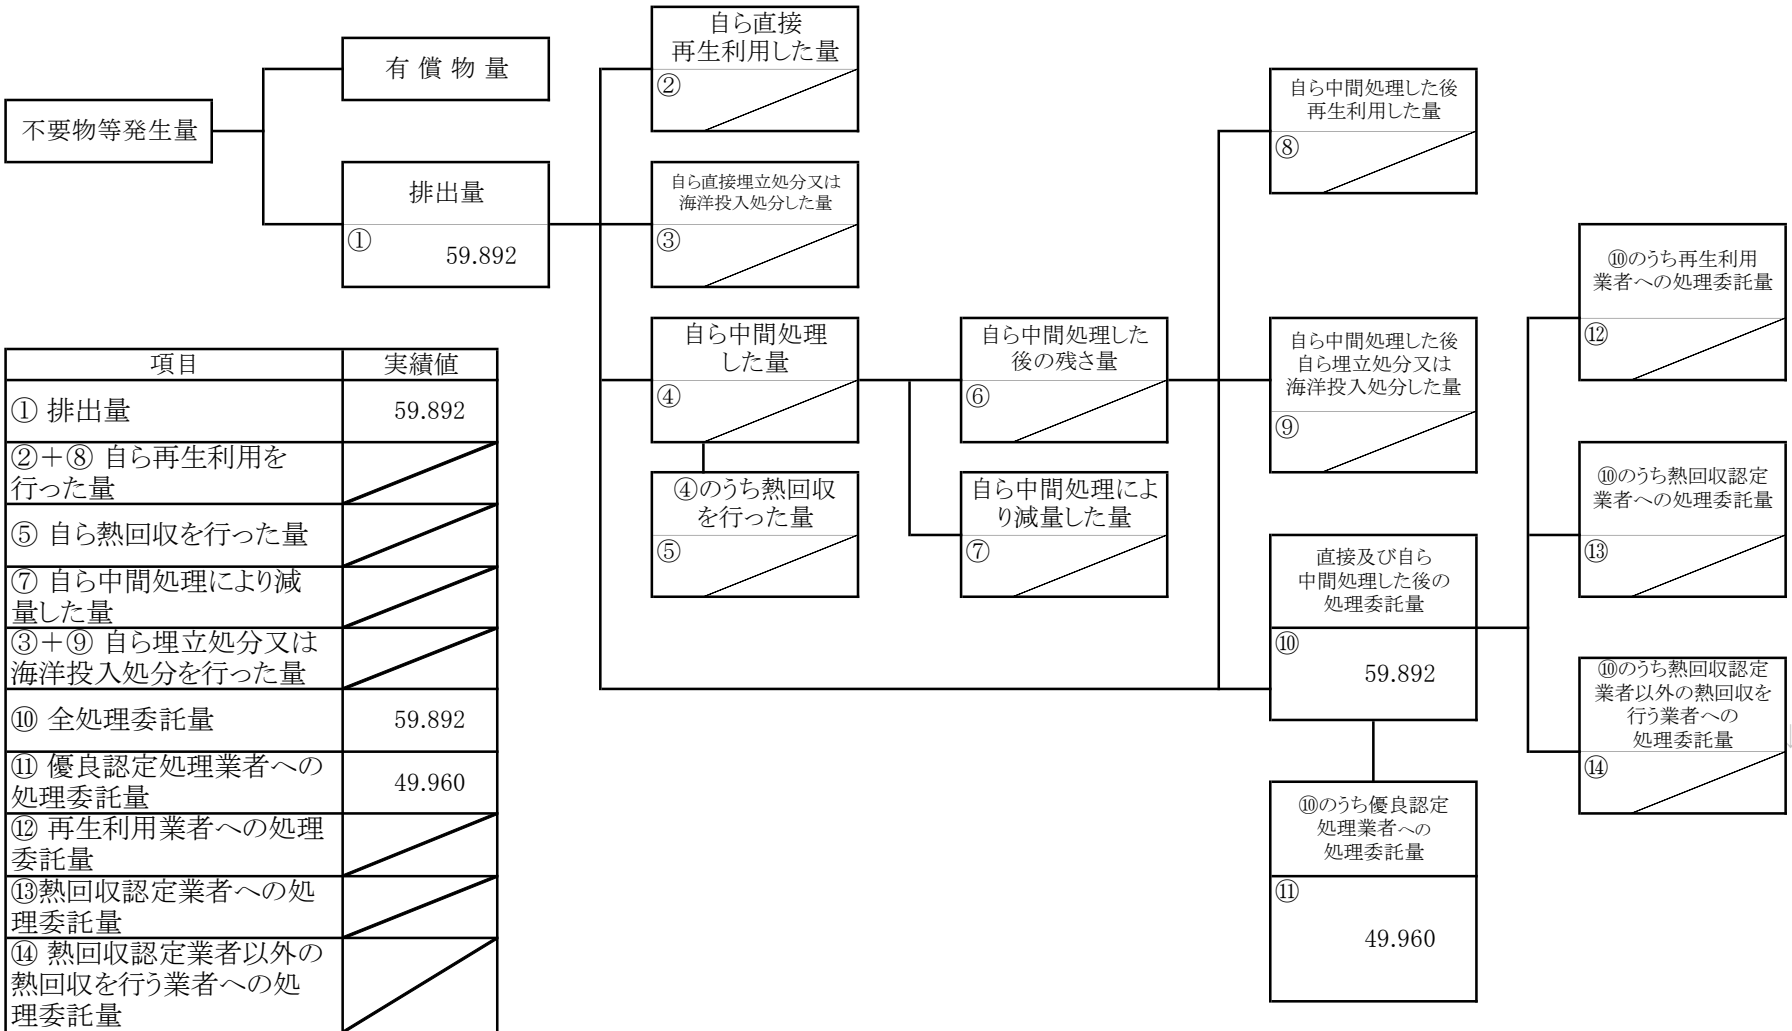 不要物等発生量
有 償 物 量
排出量
①
59.892
自ら直接
再生利用した量
②
自ら直接埋立処分又は
海洋投入処分した量
③
自ら中間処理
した量
④
④のうち熱回収
を行った量
⑤
自ら中間処理した
後の残さ量
⑥
自ら中間処理によ
り減量した量
⑦
自ら中間処理した後
再生利用した量
⑧
自ら中間処理した後
自ら埋立処分又は
海洋投入処分した量
⑨
直接及び自ら
中間処理した後の
処理委託量
⑩
59.892
⑩のうち優良認定
処理業者への
処理委託量
⑪
49.960
⑩のうち再生利用
業者への処理委託量
⑫
⑩のうち熱回収認定
業者への処理委託量
⑬
⑩のうち熱回収認定
業者以外の熱回収を
行う業者への
処理委託量
⑭
項目 実績値
① 排出量 59.892
②＋⑧ 自ら再生利用を
行った量
⑤ 自ら熱回収を行った量
⑦ 自ら中間処理により減
量した量
③＋⑨ 自ら埋立処分又は
海洋投入処分を行った量
⑩ 全処理委託量 59.892
⑪ 優良認定処理業者への
処理委託量 49.960
⑫ 再生利用業者への処理
委託量
⑬熱回収認定業者への処
理委託量
⑭ 熱回収認定業者以外の
熱回収を行う業者への処
理委託量